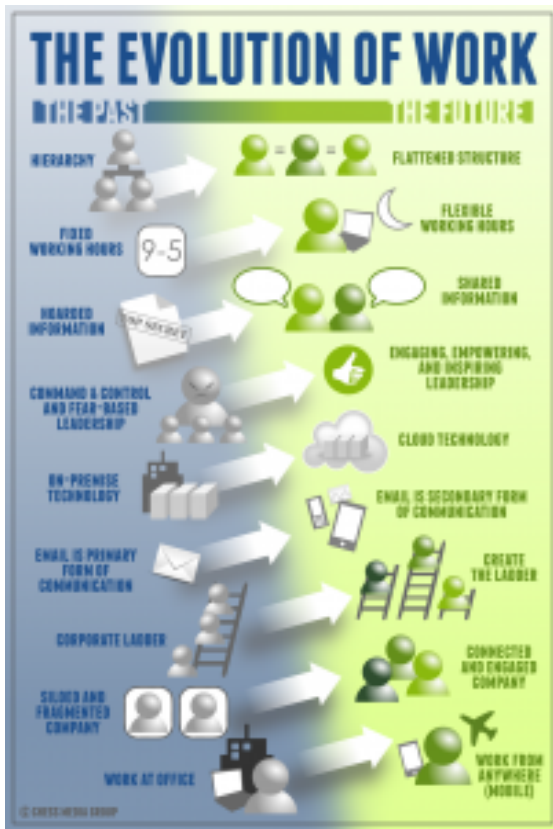 THE EVOLUTION OF WORK
THE PAST
THE FUTURE
HIERARCHY
FLATTENED STRUCTURE
FIXED
WORKING HOURS
9-5
FLEXIBLE
WORKING HOURS
HOARDED
INFORMATION
TOP SECRET
SHARED
INFORMATION
COMMAND & CONTROL
AND FEAR-BASED
LEADERSHIP
ENGAGING, EMPOWERING,
AND INSPIRING
LEADERSHIP
ON-PREMISE
TECHNOLOGY
CLOUD TECHNOLOGY
EMAIL IS PRIMARY
FORM OF
COMMUNICATION
EMAIL IS SECONDARY FORM
OF COMMUNICATION
CORPORATE LADDER
CREATE
THE LADDER
SILOED AND
FRAGMENTED
COMPANY
CONNECTED
AND ENGAGED
COMPANY
WORK AT OFFICE
WORK FROM
ANYWHERE
(MOBILE)
© CHESS MEDIA GROUP